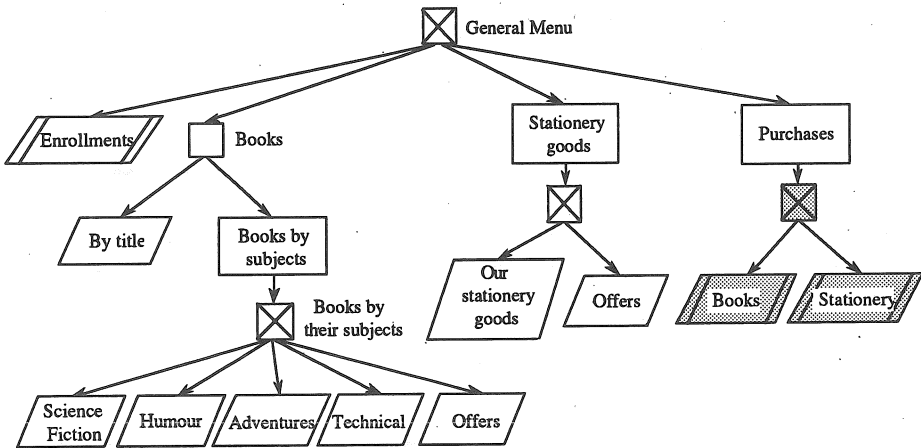 General Menu
Enrollments
Books
Stationery
goods
Purchases
By title
Books by
subjects
Our
stationery
goods
Offers
Books
Stationery
Books by
their subjects
Science
Fiction
Humour
Adventures
Technical
Offers